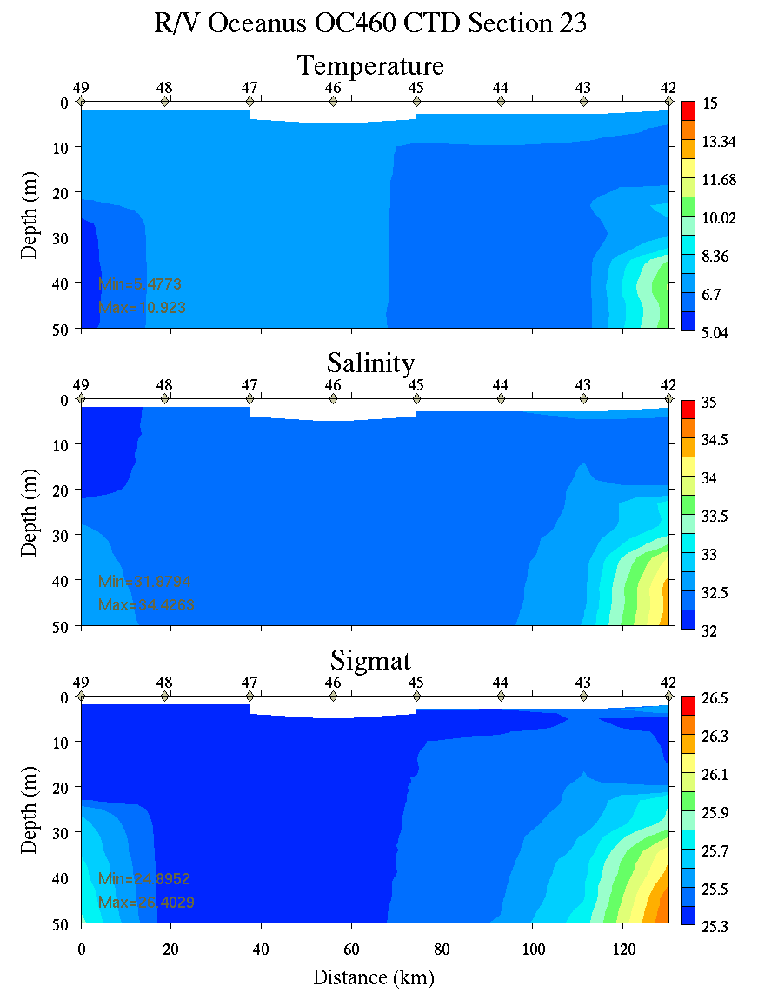 R/V Oceanus OC460 CTD Section 23
Temperature
49 48 47 46 45 44 43 42
0
10
20
30
40
50
Depth (m)
Min=5.4773
Max=10.923
15
13.34
11.68
10.02
8.36
6.7
5.04
Salinity
49 48 47 46 45 44 43 42
0
10
20
30
40
50
Depth (m)
Min=31.8794
Max=34.4263
35
34.5
34
33.5
33
32.5
32
Sigmat
49 48 47 46 45 44 43 42
0
10
20
30
40
50
Depth (m)
Min=24.8952
Max=26.4029
26.5
26.3
26.1
25.9
25.7
25.5
25.3
0 20 40 60 80 100 120
Distance (km)